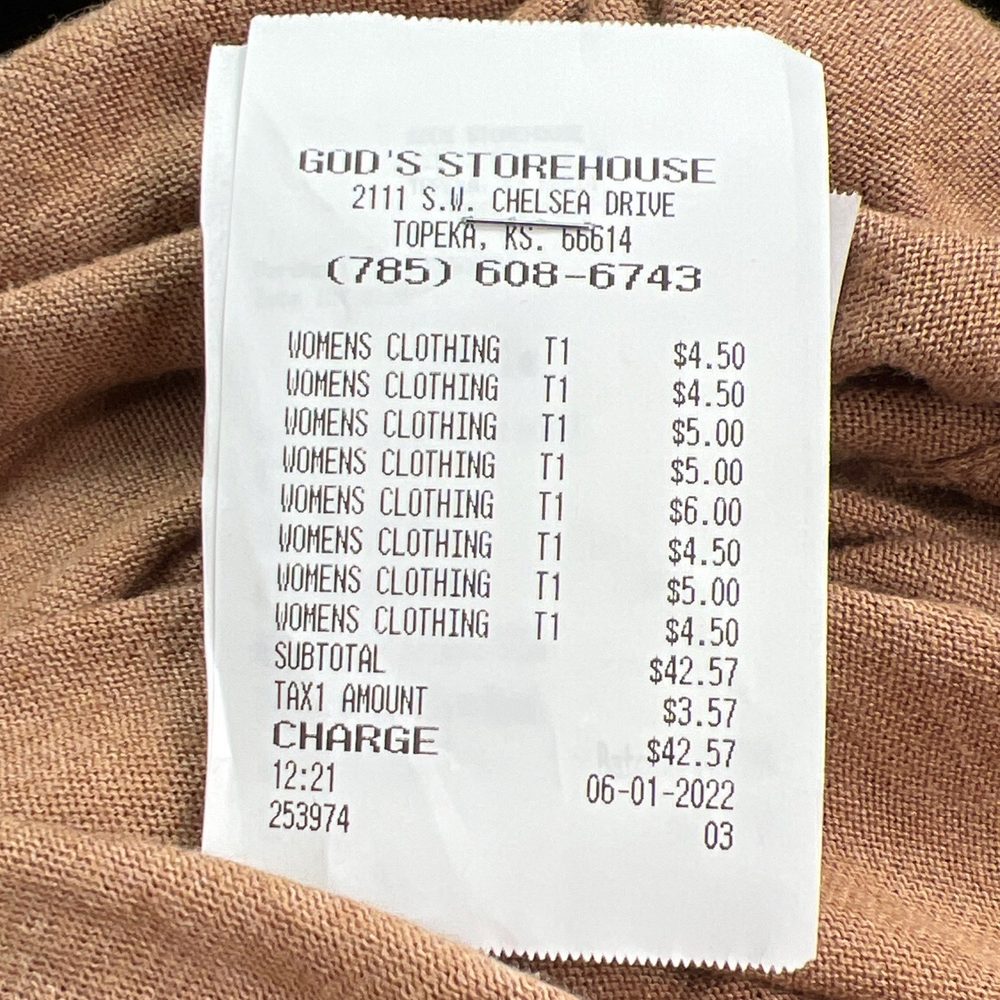 GOD'S STOREHOUSE
2111 S.W. CHELSEA DRIVE
TOPEKA, KS. 66614
(785) 608-6743
WOMENS CLOTHING T1 $4.50
WOMENS CLOTHING T1 $4.50
WOMENS CLOTHING T1 $5.00
WOMENS CLOTHING T1 $5.00
WOMENS CLOTHING T1 $6.00
WOMENS CLOTHING T1 $4.50
WOMENS CLOTHING T1 $5.00
WOMENS CLOTHING T1 $4.50
SUBTOTAL $42.57
TAX1 AMOUNT $3.57
CHARGE $42.57
12:21 06-01-2022
253974 03